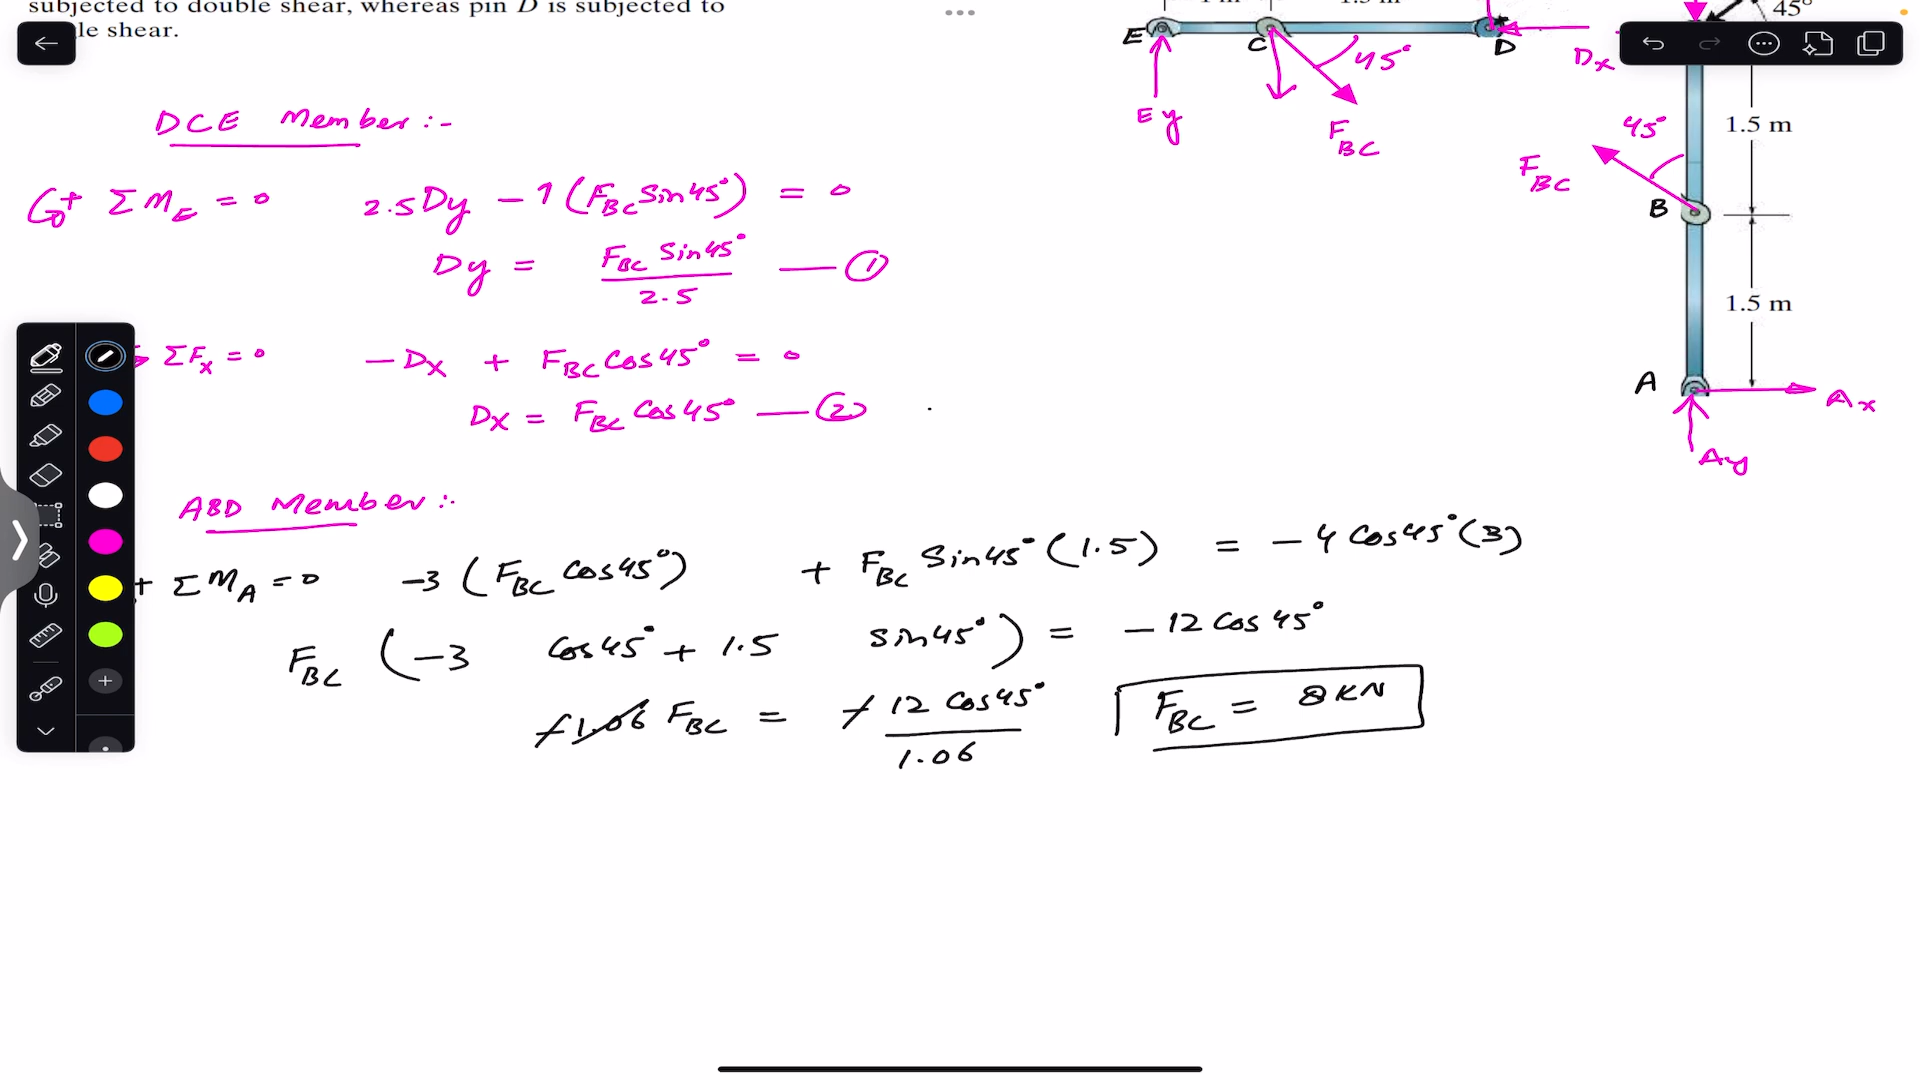 subjected to double shear, whereas pin D is subjected to
le shear.
45°
E
C
D
Dx
45°
Ey
F_BC
45°
1.5 m
F_BC
B
1.5 m
A
Ax
Ay
DCE Member :-
+ ΣM_E = 0 2.5Dy - 1 (F_BC Sin45°) = 0
Dy = F_BC Sin45° / 2.5 — ①
ΣFx = 0 -Dx + F_BC Cos45° = 0
Dx = F_BC Cos45° — ②
ABD Member :-
+ ΣM_A = 0 -3 (F_BC Cos45°) + F_BC Sin45° (1.5) = -4 Cos45° (3)
F_BC (-3 Cos45° + 1.5 Sin45°) = -12 Cos45°
-1.06 F_BC = -12 Cos45° / 1.06
F_BC = 8 KN